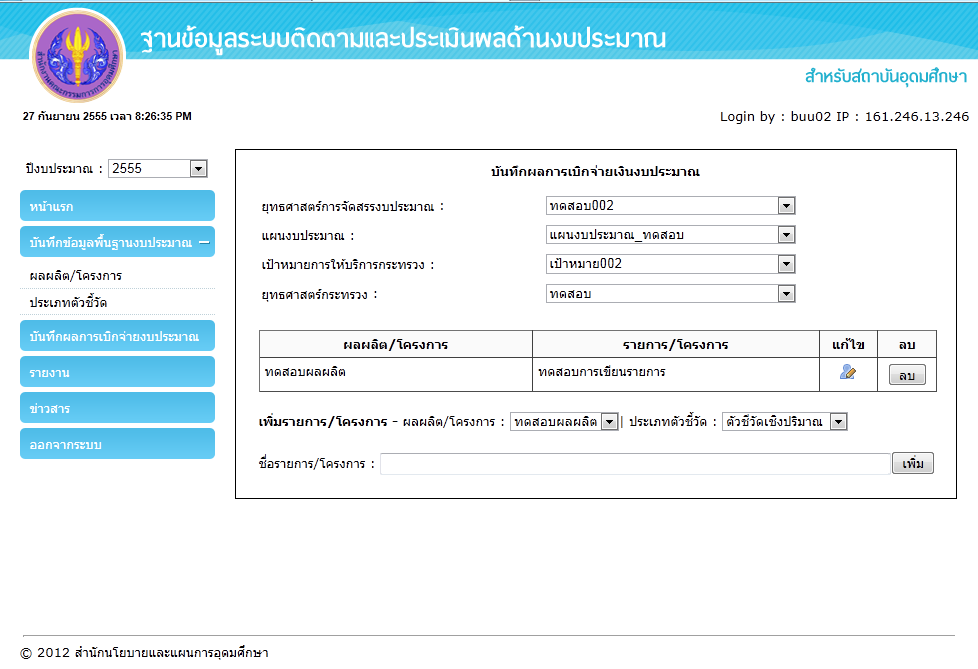 ฐานข้อมูลระบบติดตามและประเมินผลด้านงบประมาณ
สำหรับสถาบันอุดมศึกษา
27 กันยายน 2555 เวลา 8:26:35 PM
Login by : buu02 IP : 161.246.13.246
ปีงบประมาณ : 2555
หน้าแรก
บันทึกข้อมูลพื้นฐานงบประมาณ
ผลผลิต/โครงการ
ประเภทตัวชี้วัด
บันทึกผลการเบิกจ่ายงบประมาณ
รายงาน
ข่าวสาร
ออกจากระบบ
บันทึกผลการเบิกจ่ายเงินงบประมาณ
ยุทธศาสตร์การจัดสรรงบประมาณ : ทดสอบ002
แผนงบประมาณ : แผนงบประมาณ_ทดสอบ
เป้าหมายการให้บริการกระทรวง : เป้าหมาย002
ยุทธศาสตร์กระทรวง : ทดสอบ
ผลผลิต/โครงการ รายการ/โครงการ แก้ไข ลบ
ทดสอบผลผลิต ทดสอบการเขียนรายการ ลบ
เพิ่มรายการ/โครงการ - ผลผลิต/โครงการ : ทดสอบผลผลิต | ประเภทตัวชี้วัด : ตัวชี้วัดเชิงปริมาณ
ชื่อรายการ/โครงการ : เพิ่ม
© 2012 สำนักนโยบายและแผนการอุดมศึกษา